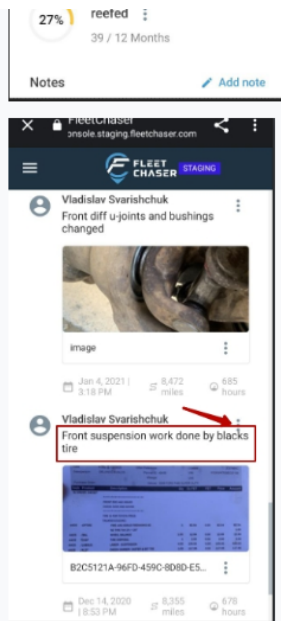 27%
reefed
39 / 12 Months
Notes
Add note
FleetChaser
onsole.staging.fleetchaser.com
FLEET
CHASER
STAGING
Vladislav Svarishchuk
Front diff u-joints and bushings
changed
image
Jan 4, 2021 |
3:18 PM
8,472
miles
685
hours
Vladislav Svarishchuk
Front suspension work done by blacks
tire
B2C5121A-96FD-459C-8D8D-E5...
Dec 14, 2020
| 8:53 PM
8,355
miles
678
hours